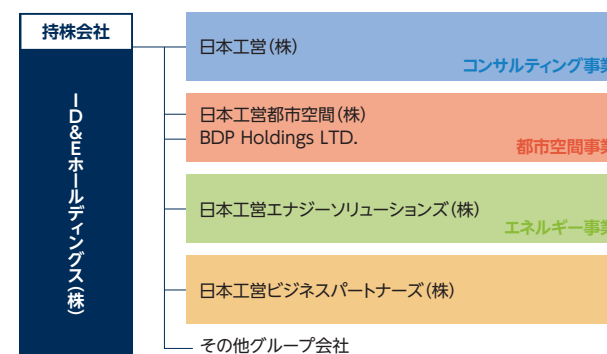 持株会社
ID&Eホールディングス(株)
日本工営(株)
コンサルティング事業
日本工営都市空間(株)
BDP Holdings LTD.
都市空間事業
日本工営エナジーソリューションズ(株)
エネルギー事業
日本工営ビジネスパートナーズ(株)
その他グループ会社